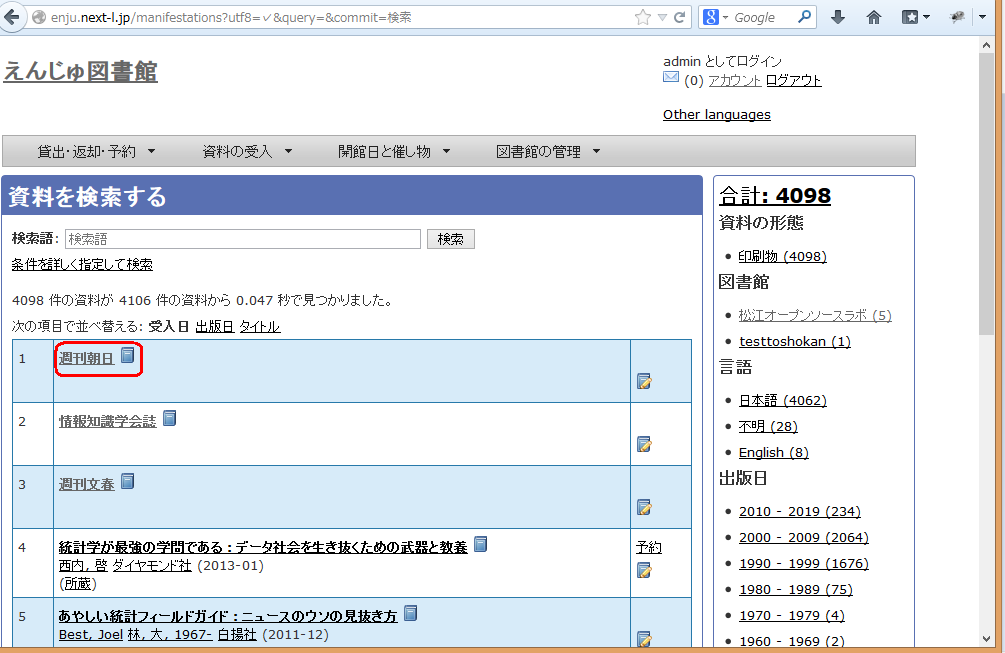 enju.next-l.jp/manifestations?utf8=✓&query=&commit=検索
Google
えんじゅ図書館
admin としてログイン
(0) アカウント ログアウト
Other languages
貸出・返却・予約 資料の受入 開館日と催し物 図書館の管理
資料を検索する
検索語: 検索語 検索
条件を詳しく指定して検索
4098 件の資料が 4106 件の資料から 0.047 秒で見つかりました。
次の項目で並べ替える: 受入日 出版日 タイトル
1 週刊朝日
2 情報知識学会誌
3 週刊文春
4 統計学が最強の学問である : データ社会を生き抜くための武器と教養 予約
西内, 啓 ダイヤモンド社 (2013-01)
(所蔵)
5 あやしい統計フィールドガイド : ニュースのウソの見抜き方
Best, Joel 林, 大, 1967- 白揚社 (2011-12)
合計: 4098
資料の形態
印刷物 (4098)
図書館
松江オープンソースラボ (5)
testtoshokan (1)
言語
日本語 (4062)
不明 (28)
English (8)
出版日
2010 - 2019 (234)
2000 - 2009 (2064)
1990 - 1999 (1676)
1980 - 1989 (75)
1970 - 1979 (4)
1960 - 1969 (2)